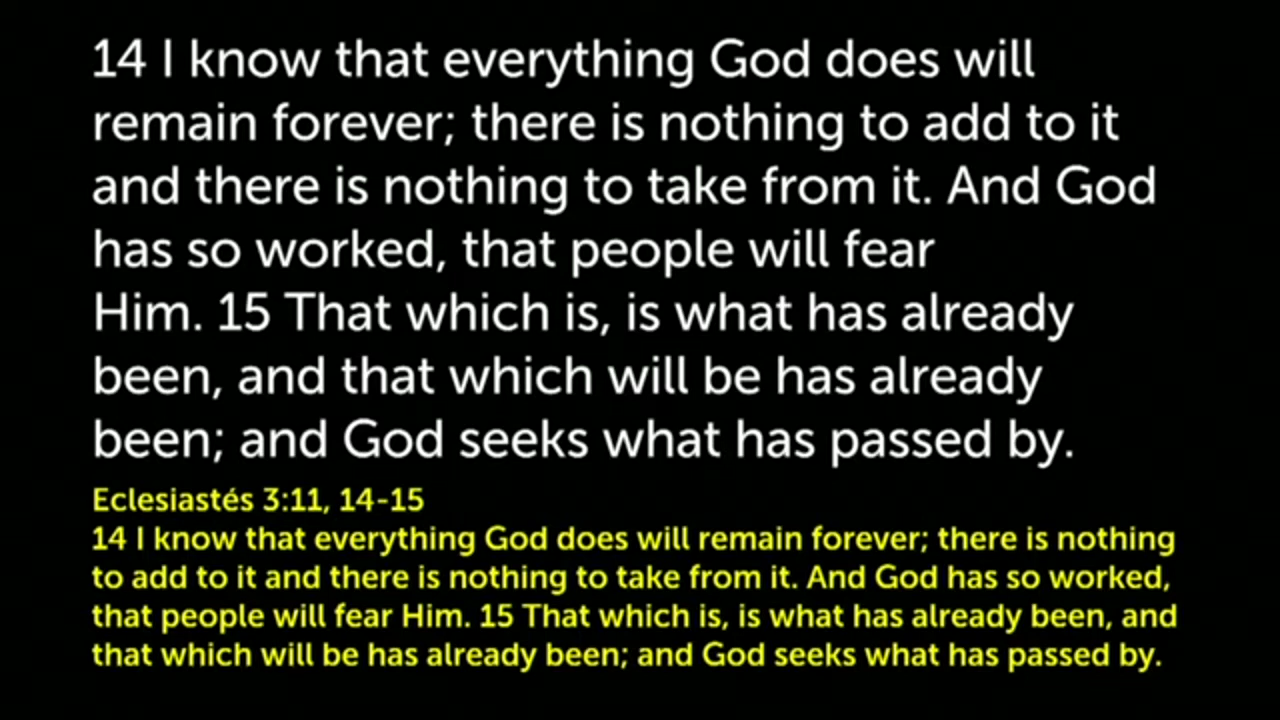 14 I know that everything God does will
remain forever; there is nothing to add to it
and there is nothing to take from it. And God
has so worked, that people will fear
Him. 15 That which is, is what has already
been, and that which will be has already
been; and God seeks what has passed by.
Eclesiastés 3:11, 14-15
14 I know that everything God does will remain forever; there is nothing
to add to it and there is nothing to take from it. And God has so worked,
that people will fear Him. 15 That which is, is what has already been, and
that which will be has already been; and God seeks what has passed by.